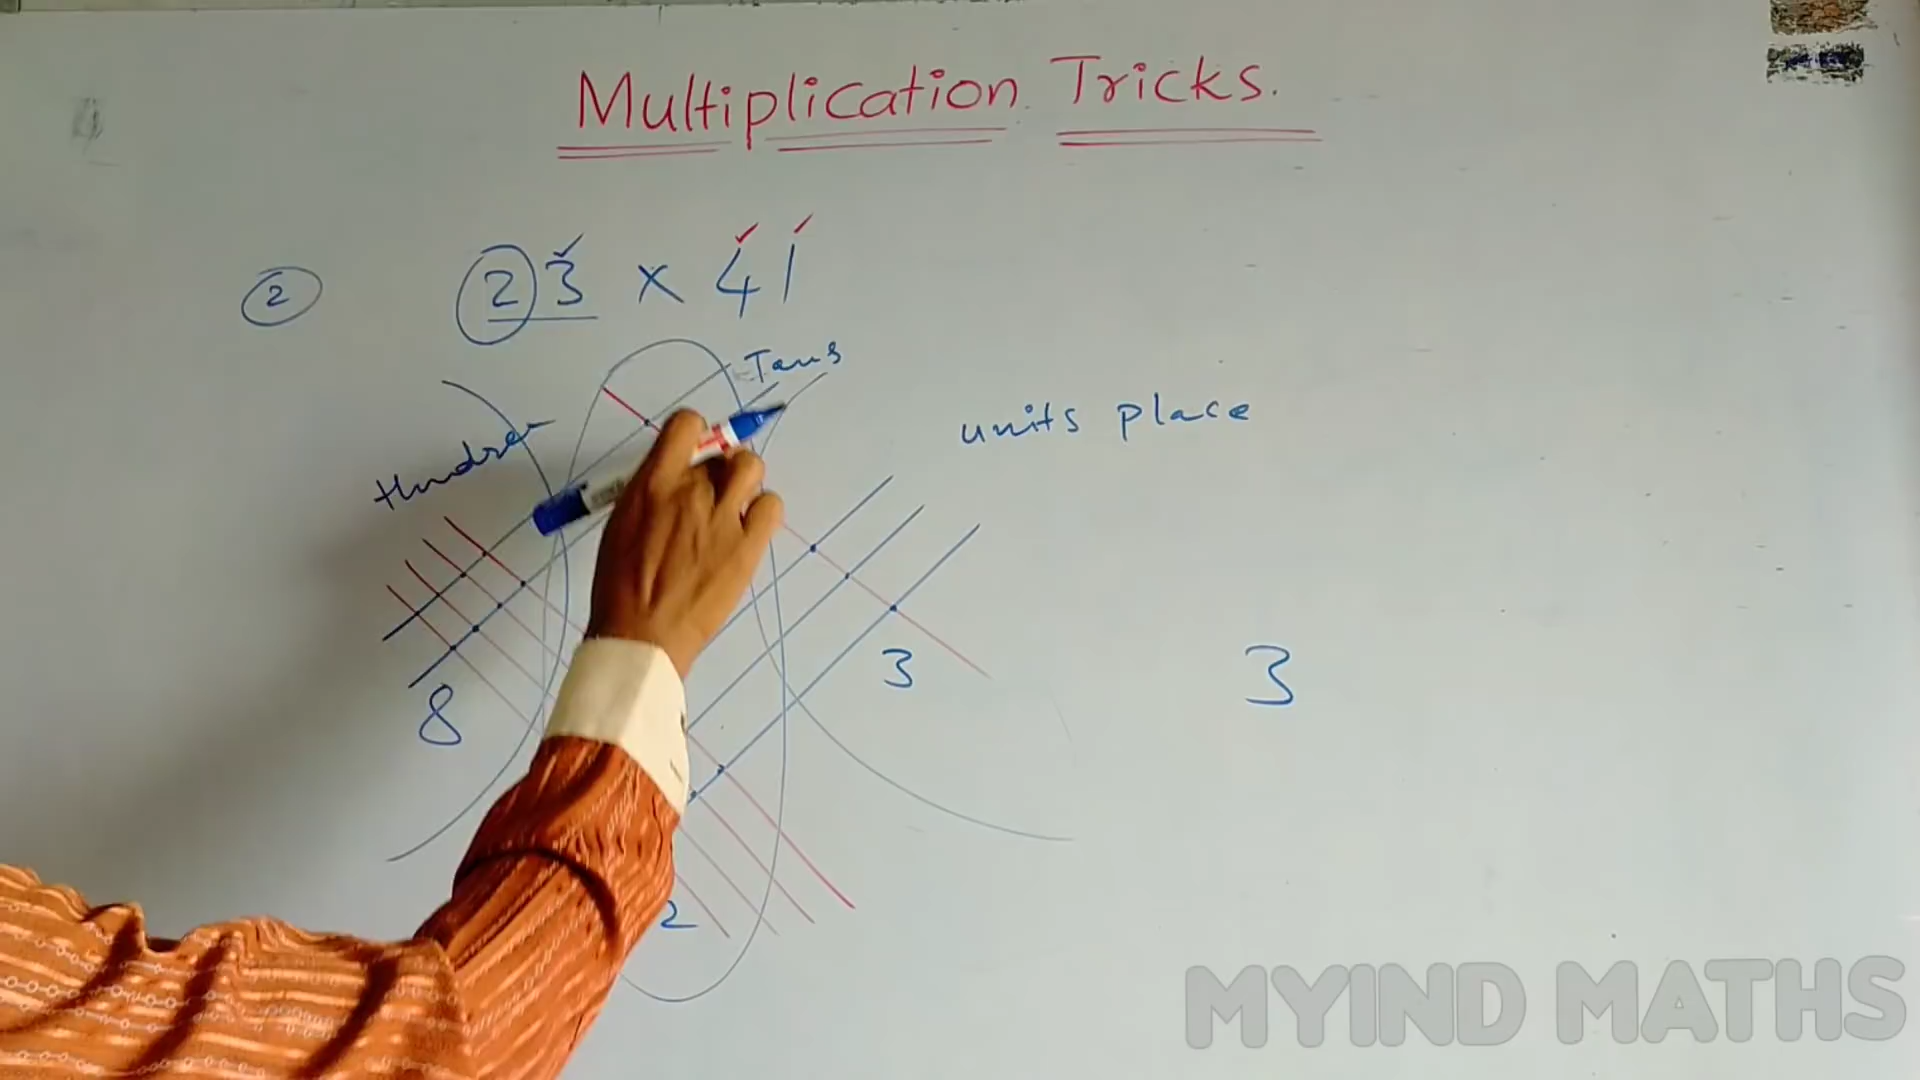 Multiplication Tricks.
2 23 x 41
Tens
units place
8
3
3
2
MYIND MATHS